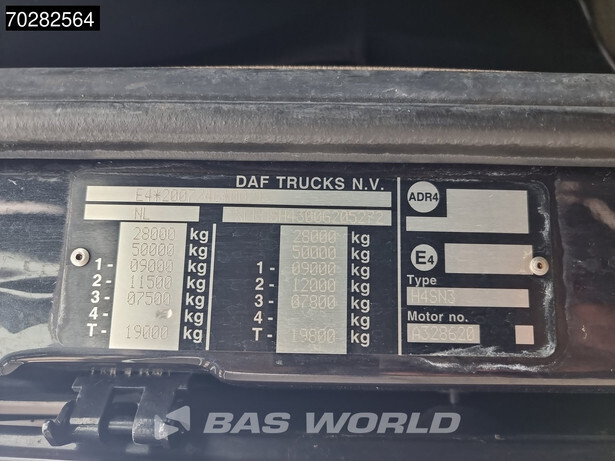 70282564
DAF TRUCKS N.V.
NL
ADR4
28000 kg 28000 kg
50000 kg 50000 kg
1- 09000 kg 1- 09000 kg
2- 11500 kg 2- 12000 kg
3- 07500 kg 3- 07800 kg
4- kg 4- kg
T- 19000 kg T- 19800 kg
E4
Type
H4SN3
Motor no.
A328620
BAS WORLD